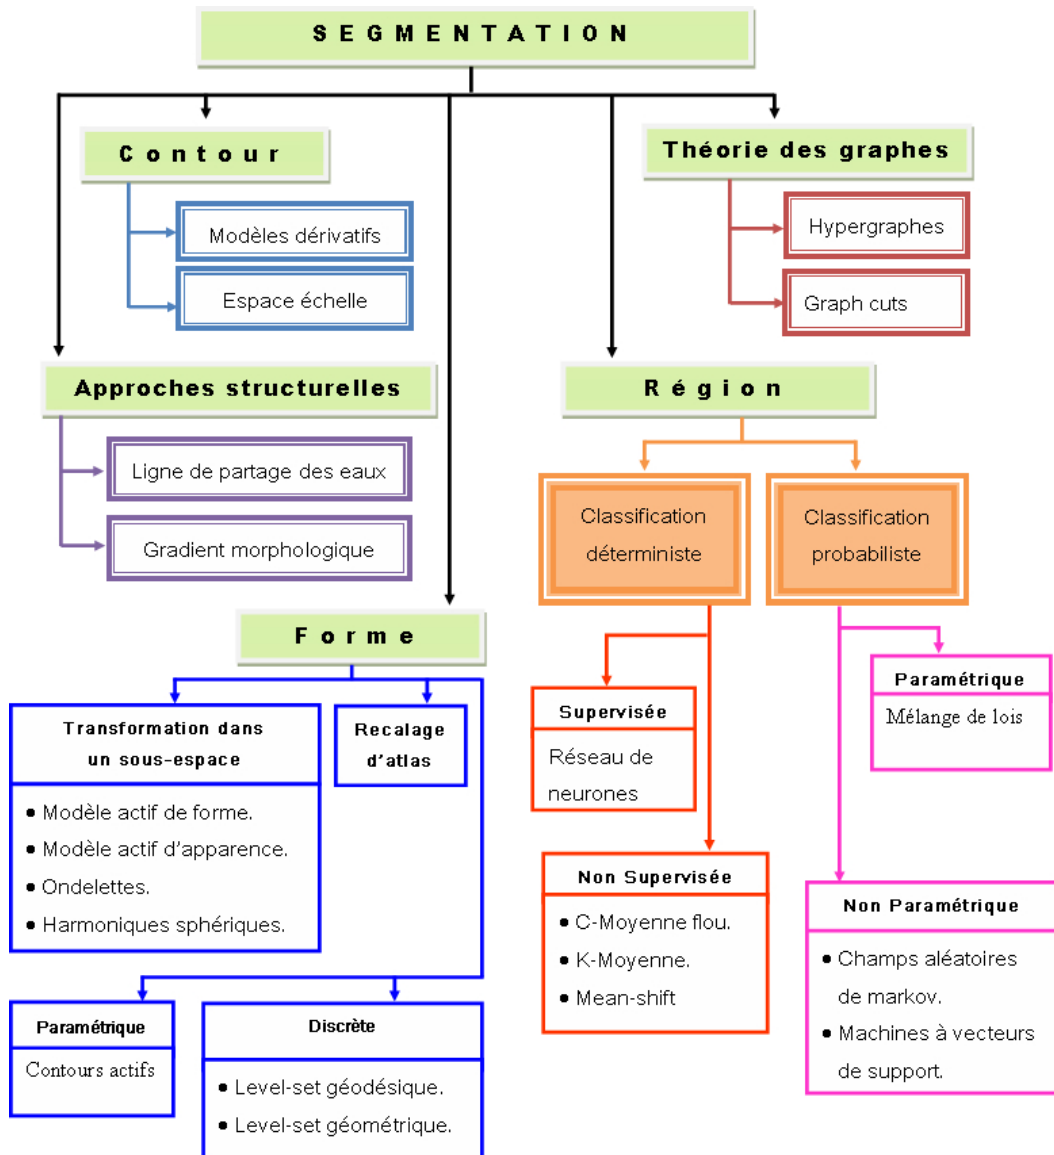 SEGMENTATION
Contour
Modèles dérivatifs
Espace échelle
Théorie des graphes
Hypergraphes
Graph cuts
Approches structurelles
Ligne de partage des eaux
Gradient morphologique
Région
Classification
déterministe
Classification
probabiliste
Forme
Transformation dans
un sous-espace
• Modèle actif de forme.
• Modèle actif d'apparence.
• Ondelettes.
• Harmoniques sphériques.
Recalage
d'atlas
Paramétrique
Contours actifs
Discrète
• Level-set géodésique.
• Level-set géométrique.
Supervisée
Réseau de
neurones
Non Supervisée
• C-Moyenne flou.
• K-Moyenne.
• Mean-shift
Paramétrique
Mélange de lois
Non Paramétrique
• Champs aléatoires
de markov.
• Machines à vecteurs
de support.